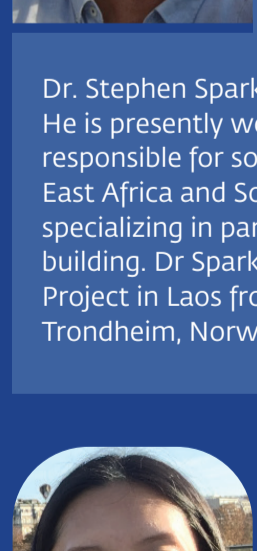 Dr. Stephen Spark
He is presently w
responsible for so
East Africa and So
specializing in par
building. Dr Spark
Project in Laos fro
Trondheim, Norw